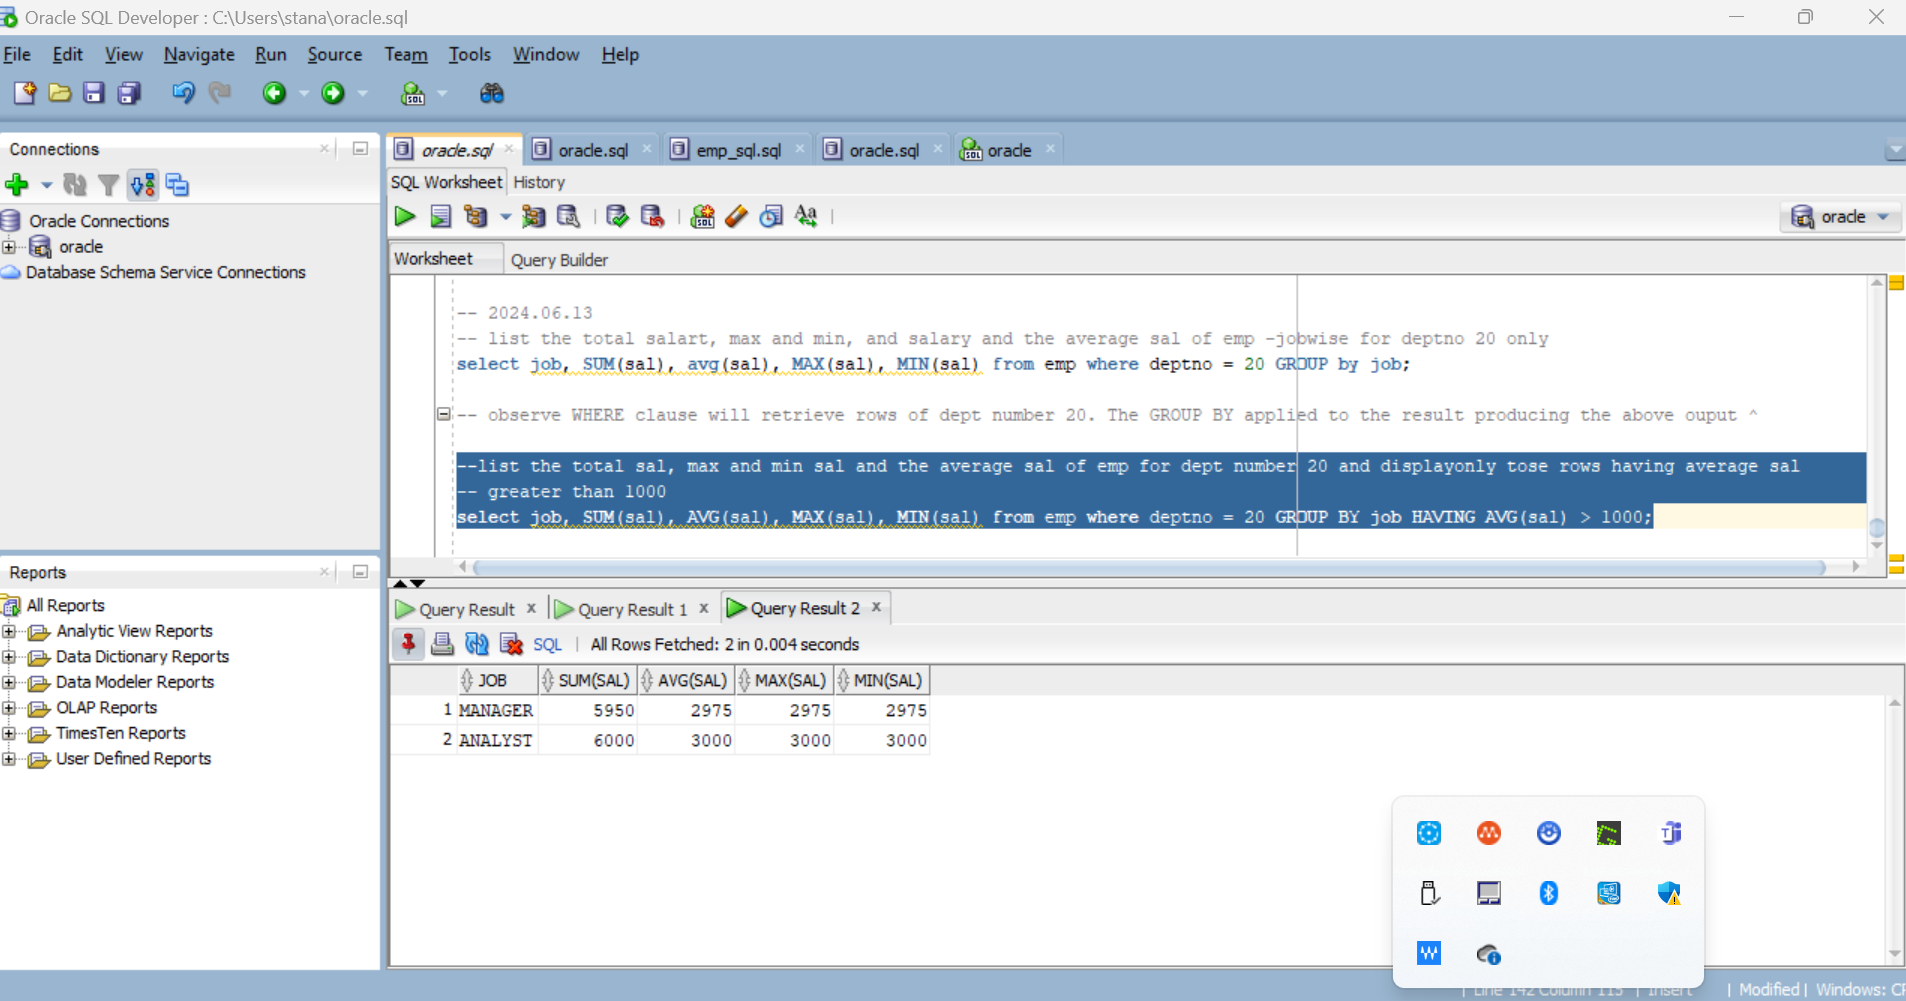 Oracle SQL Developer : C:\Users\stana\oracle.sql
File Edit View Navigate Run Source Team Tools Window Help
Connections
Oracle Connections
oracle
Database Schema Service Connections
Reports
All Reports
Analytic View Reports
Data Dictionary Reports
Data Modeler Reports
OLAP Reports
TimesTen Reports
User Defined Reports
oracle.sql oracle.sql emp_sql.sql oracle.sql oracle
SQL Worksheet History
oracle
Worksheet Query Builder
-- 2024.06.13
-- list the total salart, max and min, and salary and the average sal of emp -jobwise for deptno 20 only
select job, SUM(sal), avg(sal), MAX(sal), MIN(sal) from emp where deptno = 20 GROUP by job;
-- observe WHERE clause will retrieve rows of dept number 20. The GROUP BY applied to the result producing the above ouput ^
--list the total sal, max and min sal and the average sal of emp for dept number 20 and displayonly tose rows having average sal
-- greater than 1000
select job, SUM(sal), AVG(sal), MAX(sal), MIN(sal) from emp where deptno = 20 GROUP BY job HAVING AVG(sal) > 1000;
Query Result x Query Result 1 x Query Result 2 x
SQL | All Rows Fetched: 2 in 0.004 seconds
JOB SUM(SAL) AVG(SAL) MAX(SAL) MIN(SAL)
1 MANAGER 5950 2975 2975 2975
2 ANALYST 6000 3000 3000 3000
| Line 142 Column 115 | Insert | Modified | Windows: CR